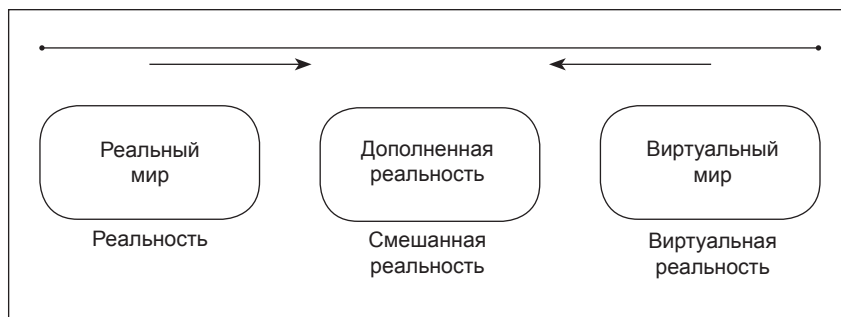 Реальный
мир
Дополненная
реальность
Виртуальный
мир
Реальность
Смешанная
реальность
Виртуальная
реальность